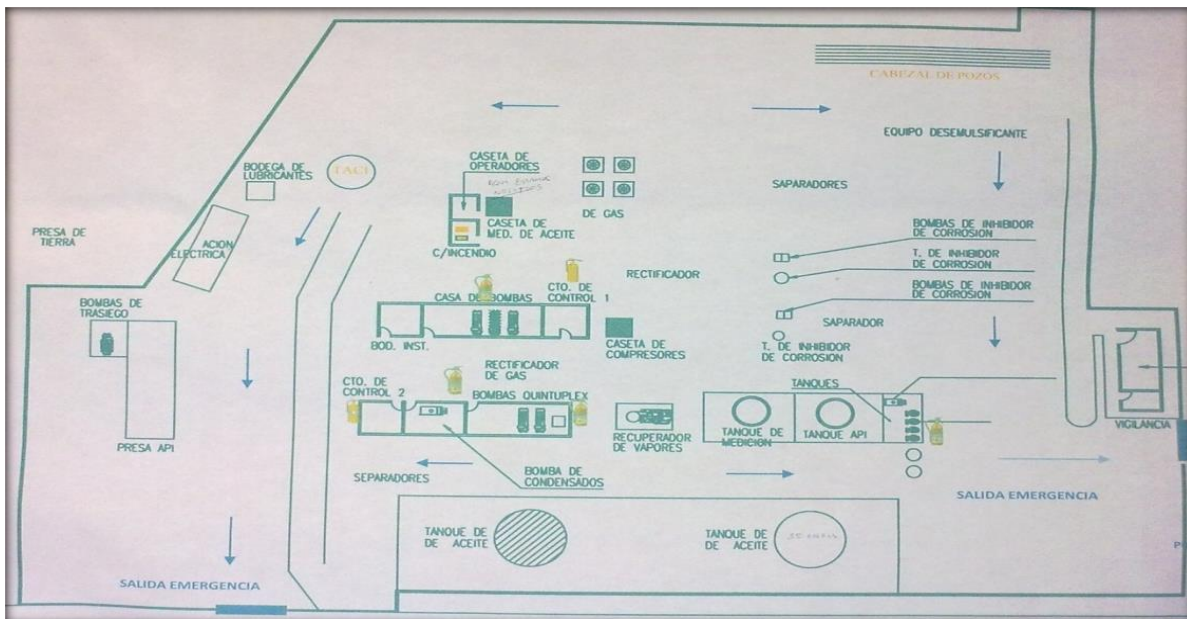 CABEZAL DE POZOS
EQUIPO DESEMULSIFICANTE
BODEGA DE
LUBRICANTES
TACI
CASETA DE
OPERADORES
SAPARADORES
DE GAS
CASETA DE
MED. DE ACEITE
C/INCENDIO
PRESA DE
TIERRA
ACION
ELECTRICA
BOMBAS DE INHIBIDOR
DE CORROSION
T. DE INHIBIDOR
DE CORROSION
BOMBAS DE INHIBIDOR
DE CORROSION
RECTIFICADOR
BOMBAS DE
TRASIEGO
CASA DE BOMBAS
CTO. DE
CONTROL 1
SAPARADOR
BOD. INST.
CASETA DE
COMPRESORES
T. DE INHIBIDOR
DE CORROSION
RECTIFICADOR
DE GAS
CTO. DE
CONTROL 2
BOMBAS QUINTUPLEX
TANQUES
PRESA API
RECUPERADOR
DE VAPORES
TANQUE DE
MEDICION
TANQUE API
VIGILANCIA
SEPARADORES
BOMBA DE
CONDENSADOS
SALIDA EMERGENCIA
TANQUE DE
DE ACEITE
TANQUE DE
DE ACEITE
SALIDA EMERGENCIA